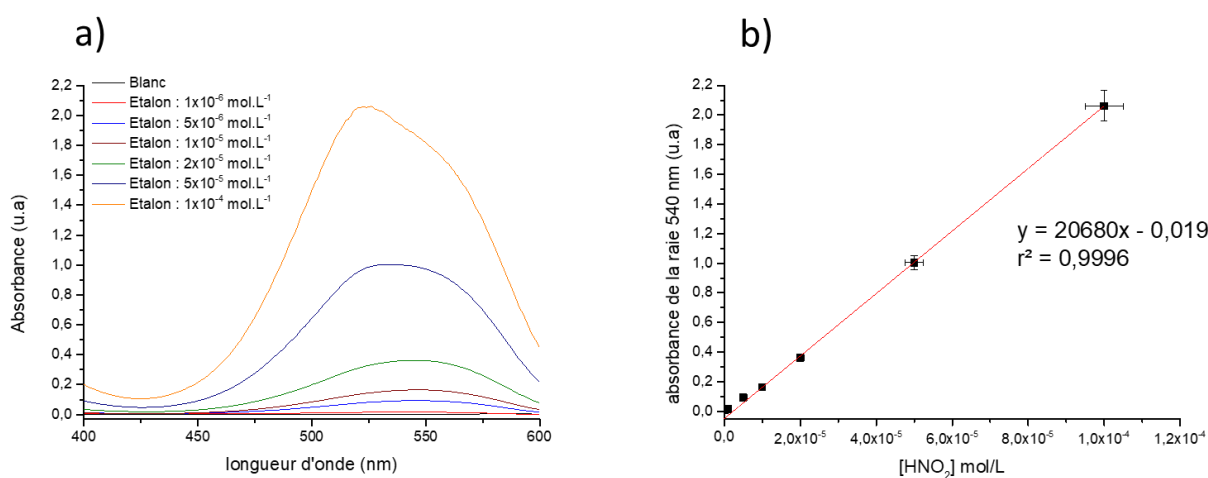 a)
Blanc
Etalon : 1x10⁻⁶ mol.L⁻¹
Etalon : 5x10⁻⁶ mol.L⁻¹
Etalon : 1x10⁻⁵ mol.L⁻¹
Etalon : 2x10⁻⁵ mol.L⁻¹
Etalon : 5x10⁻⁵ mol.L⁻¹
Etalon : 1x10⁻⁴ mol.L⁻¹
Absorbance (u.a)
2,2
2,0
1,8
1,6
1,4
1,2
1,0
0,8
0,6
0,4
0,2
0,0
400 450 500 550 600
longueur d'onde (nm)
b)
absorbance de la raie 540 nm (u.a)
2,2
2,0
1,8
1,6
1,4
1,2
1,0
0,8
0,6
0,4
0,2
0,0
y = 20680x - 0,019
r² = 0,9996
0,0 2,0x10⁻⁵ 4,0x10⁻⁵ 6,0x10⁻⁵ 8,0x10⁻⁵ 1,0x10⁻⁴ 1,2x10⁻⁴
[HNO₂] mol/L